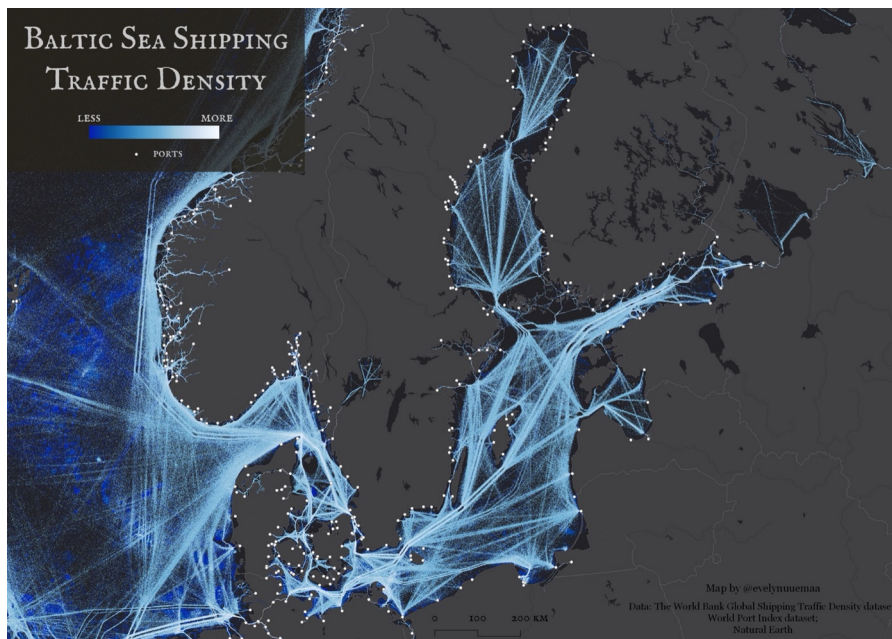 Baltic Sea Shipping
Traffic Density
LESS MORE
PORTS
0 100 200 KM
Map by @evelynuuemaa
Data: The World Bank Global Shipping Traffic Density datase
World Port Index dataset;
Natural Earth